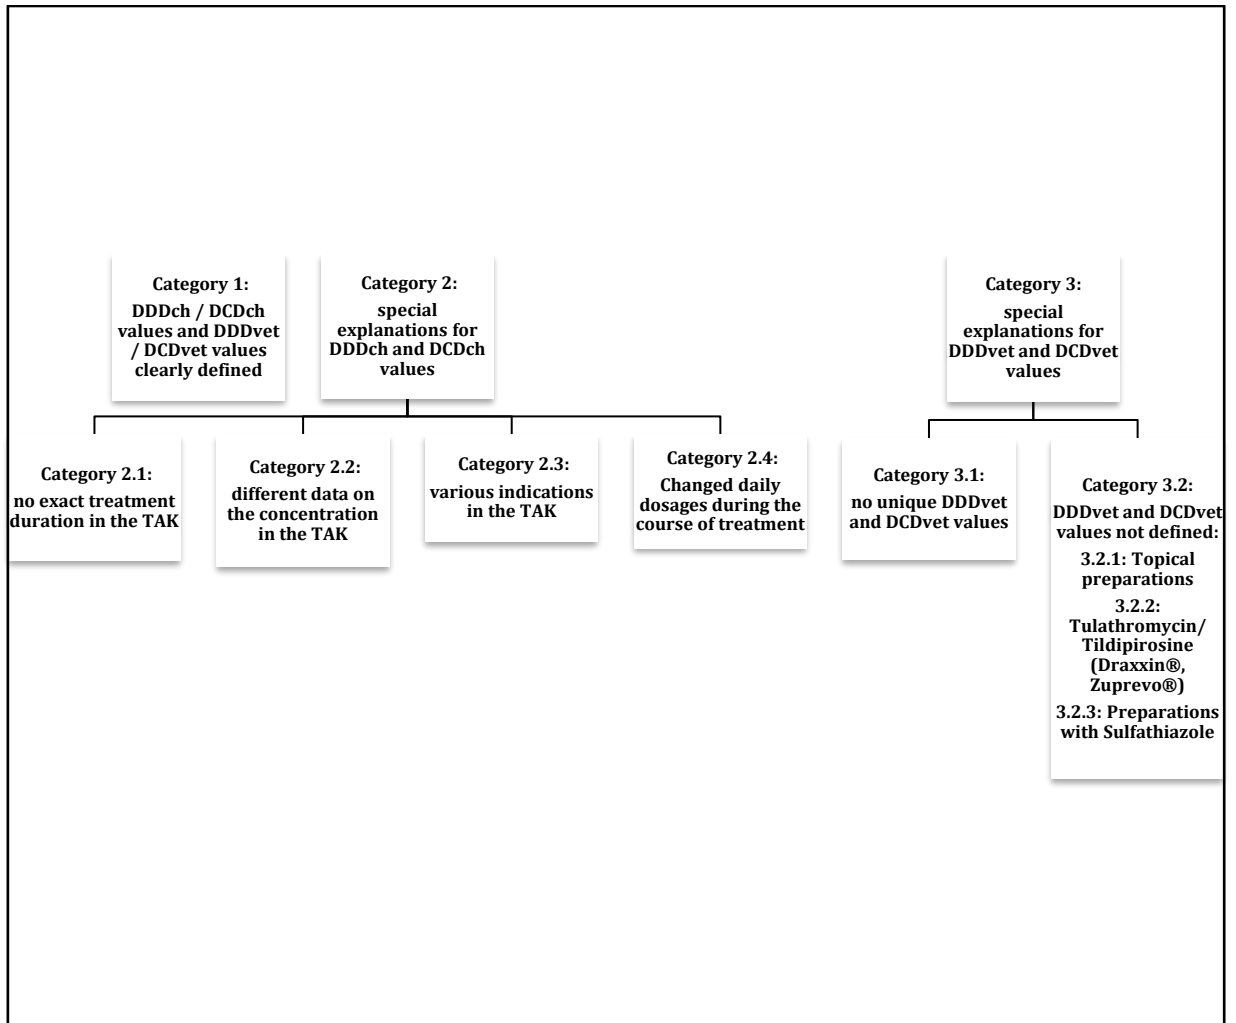 Category 1:
DDDch / DCDch
values and DDDvet
/ DCDvet values
clearly defined
Category 2:
special
explanations for
DDDch and DCDch
values
Category 3:
special
explanations for
DDDvet and DCDvet
values
Category 2.1:
no exact treatment
duration in the TAK
Category 2.2:
different data on
the concentration
in the TAK
Category 2.3:
various indications
in the TAK
Category 2.4:
Changed daily
dosages during the
course of treatment
Category 3.1:
no unique DDDvet
and DCDvet values
Category 3.2:
DDDvet and DCDvet
values not defined:
3.2.1: Topical
preparations
3.2.2:
Tulathromycin/
Tildipirosine
(Draxxin®,
Zuprevo®)
3.2.3: Preparations
with Sulfathiazole